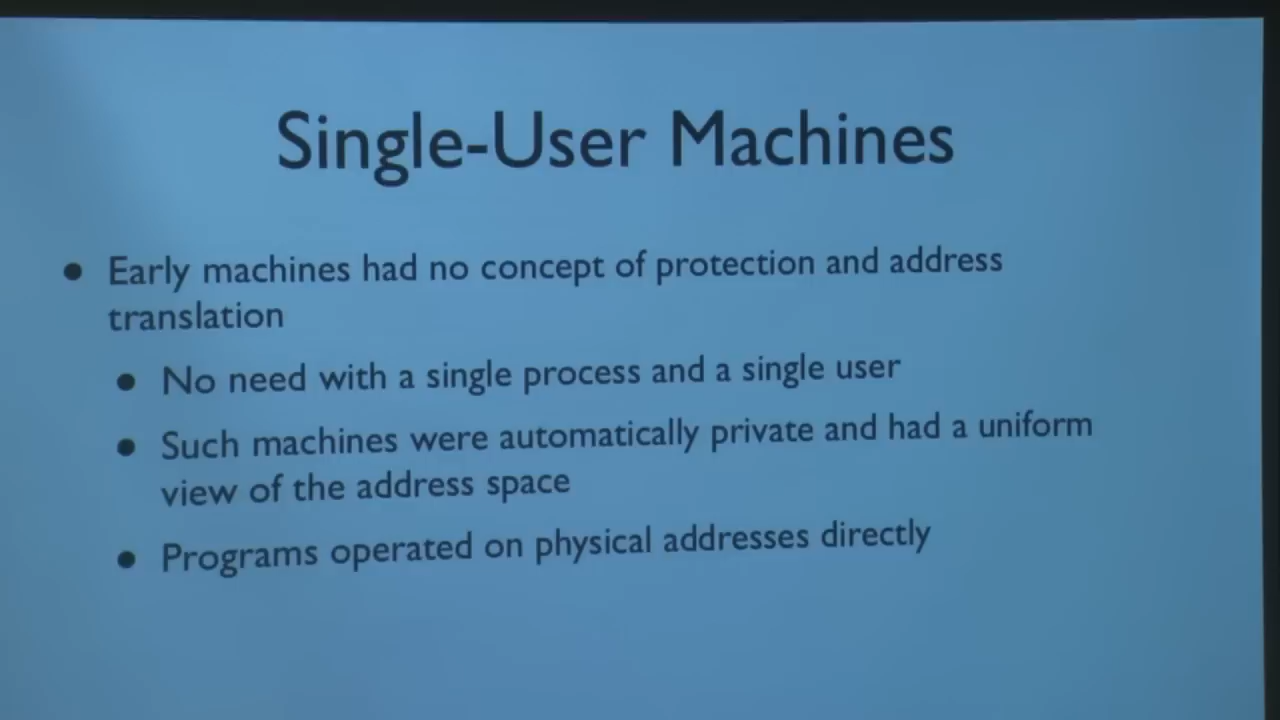 Single-User Machines
• Early machines had no concept of protection and address
translation
• No need with a single process and a single user
• Such machines were automatically private and had a uniform
view of the address space
• Programs operated on physical addresses directly